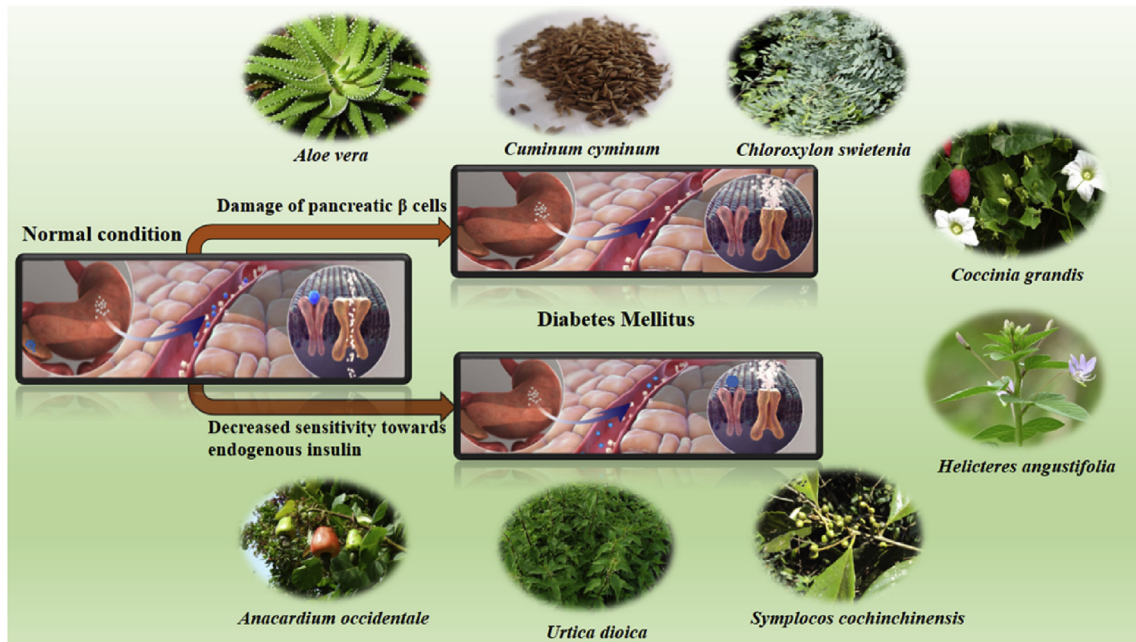 Aloe vera
Cuminum cyminum
Chloroxylon swietenia
Damage of pancreatic β cells
Normal condition
Coccinia grandis
Diabetes Mellitus
Decreased sensitivity towards
endogenous insulin
Helicteres angustifolia
Anacardium occidentale
Urtica dioica
Symplocos cochinchinensis